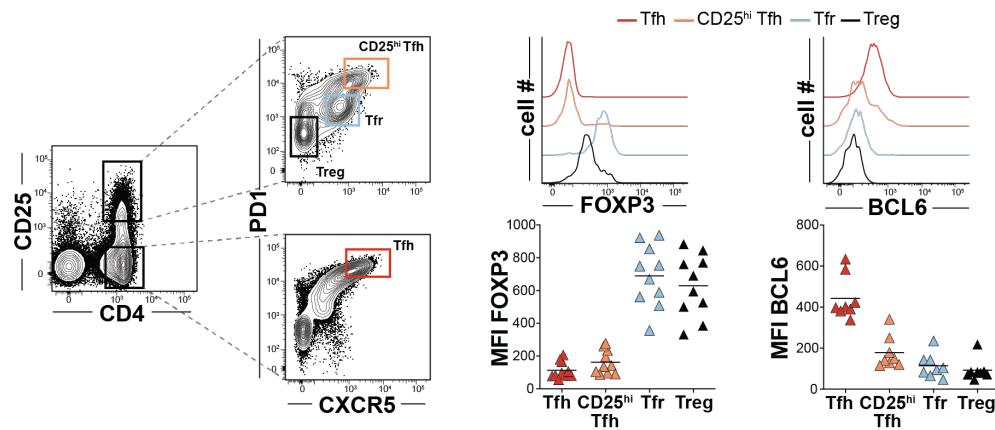 Tfh CD25hi Tfh Tfr Treg
CD25hi Tfh
Tfr
Treg
10⁵
10⁴
10³
10²
0
0 10³ 10⁴ 10⁵
CD25
10⁵
10⁴
10³
0
0 10³ 10⁴ 10⁵
CD4
PD1
Tfh
10⁵
10⁴
10³
10²
0
0 10³ 10⁴ 10⁵
CXCR5
cell #
0 10³ 10⁴ 10⁵
FOXP3
cell #
0 10³ 10⁴ 10⁵
BCL6
MFI FOXP3
1000
800
600
400
200
0
Tfh CD25hi Tfh Tfr Treg
MFI BCL6
800
600
400
200
0
Tfh CD25hi Tfh Tfr Treg